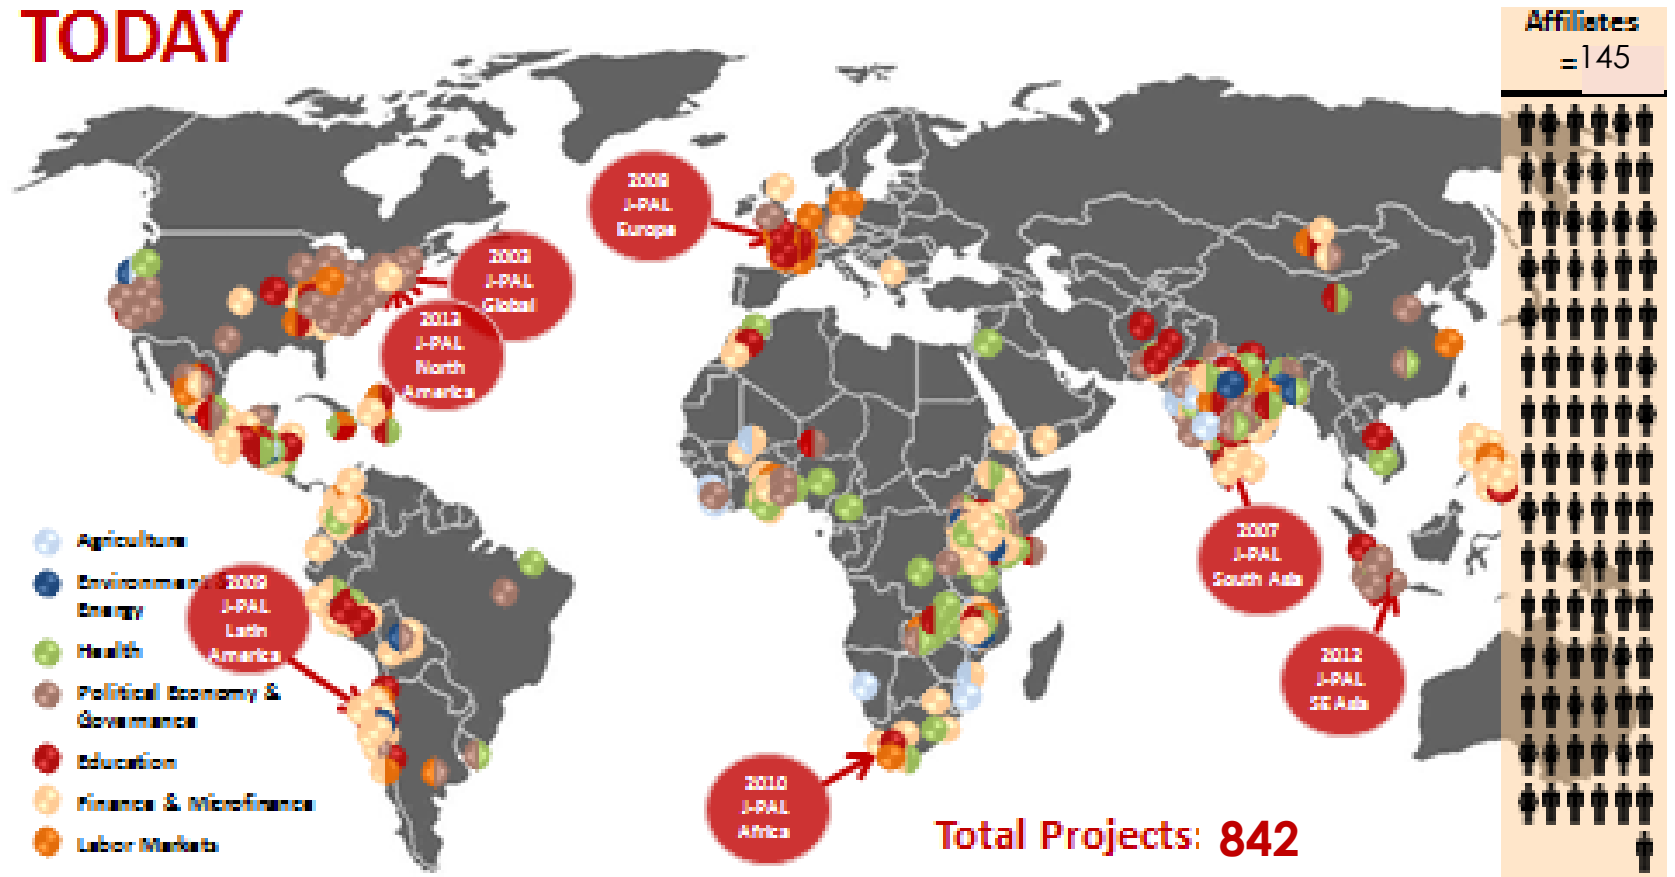 TODAY
Affiliates
=145
2008
J-PAL
Europe
2003
J-PAL
Global
2013
J-PAL
North
America
Agriculture
Environment
Energy
Health
Political Economy &
Governance
Education
Finance & Microfinance
Labor Markets
2009
J-PAL
Latin
America
2007
J-PAL
South Asia
2012
J-PAL
SE Asia
2010
J-PAL
Africa
Total Projects: 842